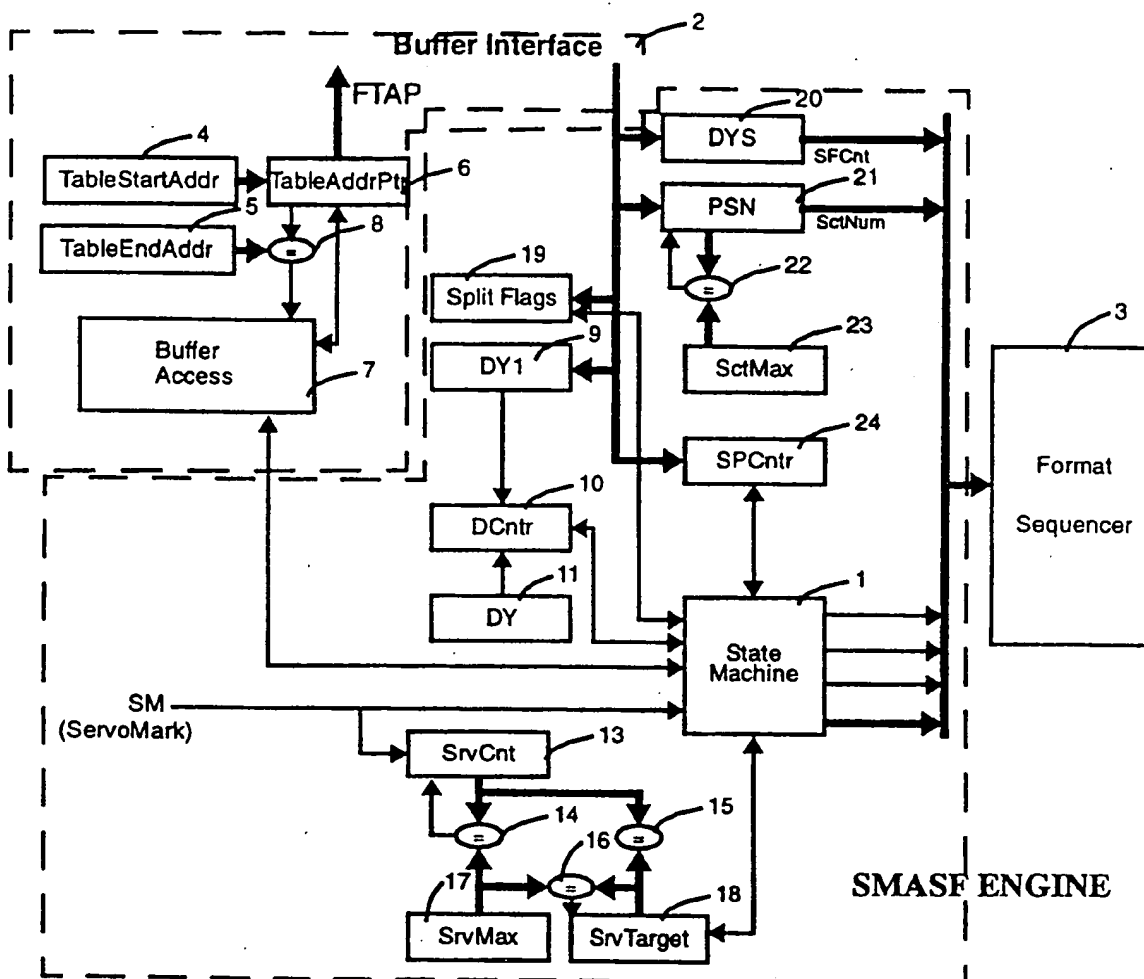 2
Buffer Interface
FTAP
4
TableStartAddr
TableAddrPtr
6
5
TableEndAddr
=
8
Buffer
Access
7
20
DYS
SFCnt
21
PSN
SctNum
=
22
23
SctMax
19
Split Flags
9
DY1
24
SPCntr
10
DCntr
11
DY
1
State
Machine
3
Format
Sequencer
SM
(ServoMark)
13
SrvCnt
=
14
=
15
16
=
17
SrvMax
18
SrvTarget
SMASF ENGINE